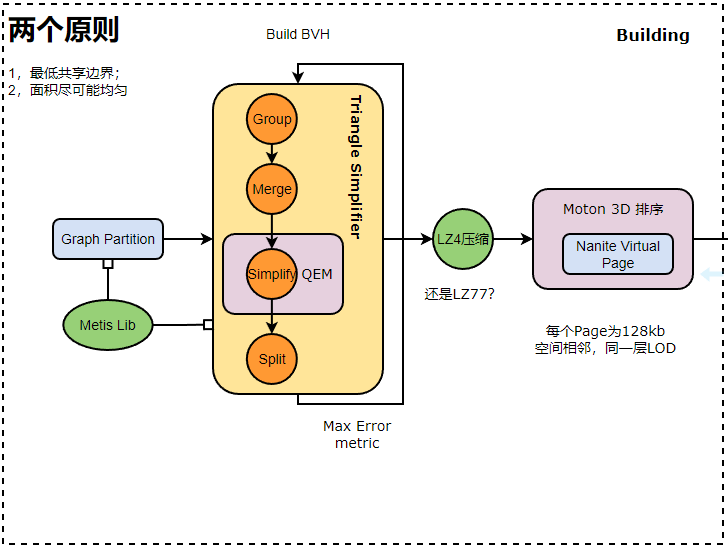 两个原则
1，最低共享边界；
2，面积尽可能均匀
Build BVH
Building
Group
Triangle Simplifier
Merge
Graph Partition
Simplify QEM
Metis Lib
Split
LZ4压缩
还是LZ77？
Moton 3D 排序
Nanite Virtual
Page
每个Page为128kb
空间相邻，同一层LOD
Max Error
metric